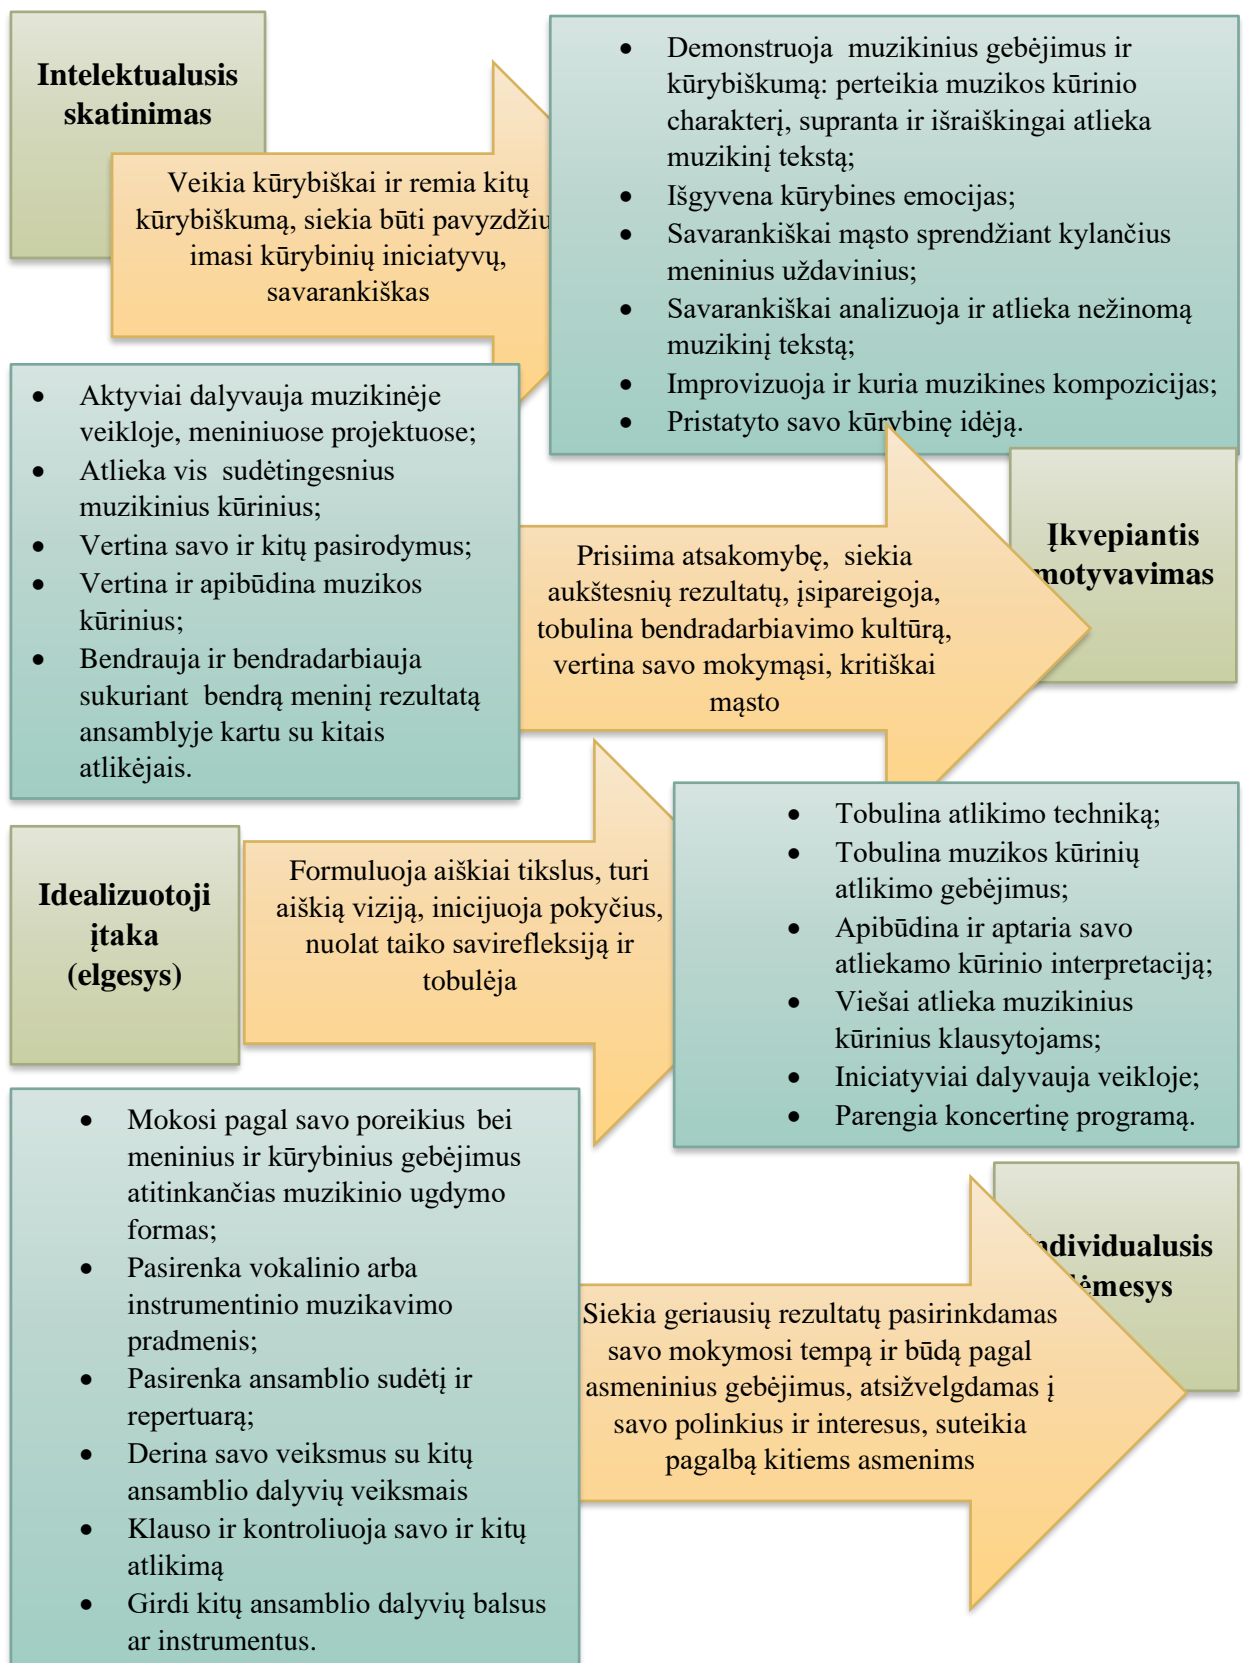 Intelektualusis
skatinimas
Veikia kūrybiškai ir remia kitų
kūrybiškumą, siekia būti pavyzdžiu
imasi kūrybinių iniciatyvų,
savarankiškas
• Demonstruoja muzikinius gebėjimus ir
kūrybiškumą: perteikia muzikos kūrinio
charakterį, supranta ir išraiškingai atlieka
muzikinį tekstą;
• Išgyvena kūrybines emocijas;
• Savarankiškai mąsto sprendžiant kylančius
meninius uždavinius;
• Savarankiškai analizuoja ir atlieka nežinomą
muzikinį tekstą;
• Improvizuoja ir kuria muzikines kompozicijas;
• Pristatyto savo kūrybinę idėją.
• Aktyviai dalyvauja muzikinėje
veikloje, meniniuose projektuose;
• Atlieka vis sudėtingesnius
muzikinius kūrinius;
• Vertina savo ir kitų pasirodymus;
• Vertina ir apibūdina muzikos
kūrinius;
• Bendrauja ir bendradarbiauja
sukuriant bendrą meninį rezultatą
ansamblyje kartu su kitais
atlikėjais.
Prisiima atsakomybę, siekia
aukštesnių rezultatų, įsipareigoja,
tobulina bendradarbiavimo kultūrą,
vertina savo mokymąsi, kritiškai
mąsto
Įkvepiantis
motyvavimas
Idealizuotoji
įtaka
(elgesys)
Formuluoja aiškiai tikslus, turi
aiškią viziją, inicijuoja pokyčius,
nuolat taiko savirefleksiją ir
tobulėja
• Tobulina atlikimo techniką;
• Tobulina muzikos kūrinių
atlikimo gebėjimus;
• Apibūdina ir aptaria savo
atliekamo kūrinio interpretaciją;
• Viešai atlieka muzikinius
kūrinius klausytojams;
• Iniciatyviai dalyvauja veikloje;
• Parengia koncertinę programą.
• Mokosi pagal savo poreikius bei
meninius ir kūrybinius gebėjimus
atitinkančias muzikinio ugdymo
formas;
• Pasirenka vokalinio arba
instrumentinio muzikavimo
pradmenis;
• Pasirenka ansamblio sudėtį ir
repertuarą;
• Derina savo veiksmus su kitų
ansamblio dalyvių veiksmais
• Klauso ir kontroliuoja savo ir kitų
atlikimą
• Girdi kitų ansamblio dalyvių balsus
ar instrumentus.
Siekia geriausių rezultatų pasirinkdamas
savo mokymosi tempą ir būdą pagal
asmeninius gebėjimus, atsižvelgdamas į
savo polinkius ir interesus, suteikia
pagalbą kitiems asmenims
Individualusis
dėmesys